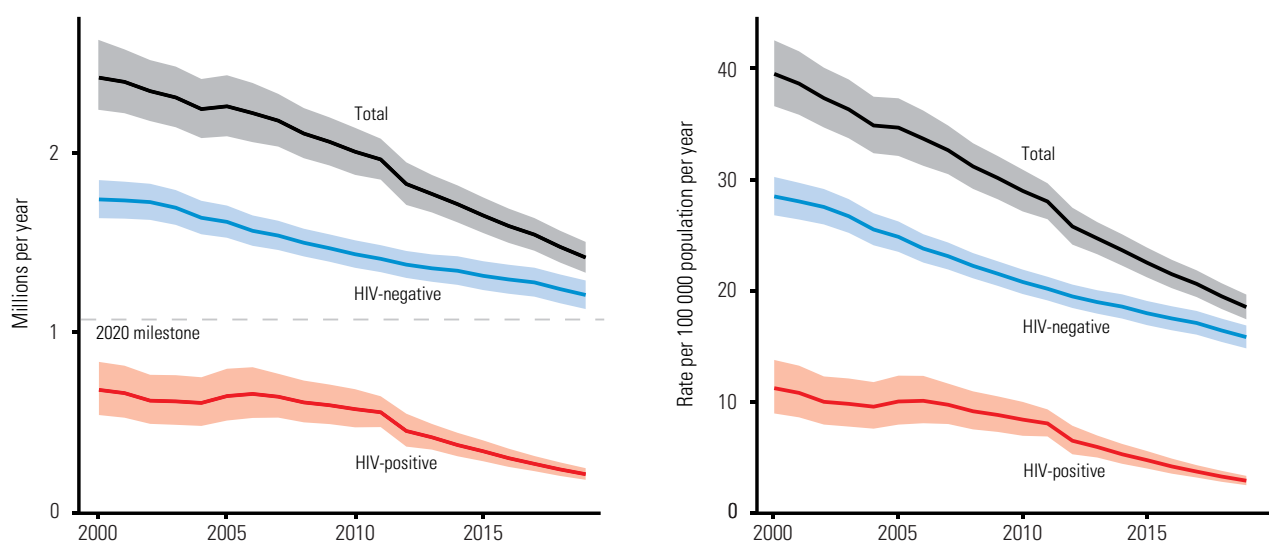 Millions per year
2
1
0
Total
HIV-negative
2020 milestone
HIV-positive
2000
2005
2010
2015
Rate per 100 000 population per year
40
30
20
10
0
Total
HIV-negative
HIV-positive
2000
2005
2010
2015